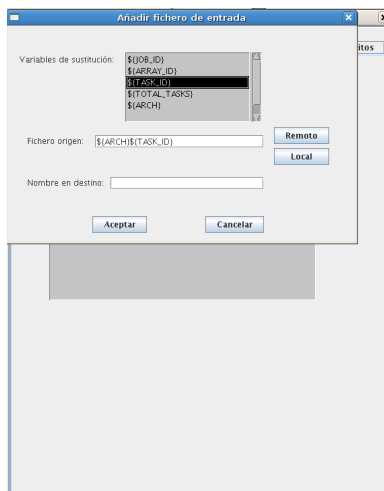 Añadir fichero de entrada
itos
Variables de sustitución:
${JOB_ID}
${ARRAY_ID}
${TASK_ID}
${TOTAL_TASKS}
${ARCH}
Fichero origen: ${ARCH}${TASK_ID}
Remoto
Local
Nombre en destino:
Aceptar Cancelar